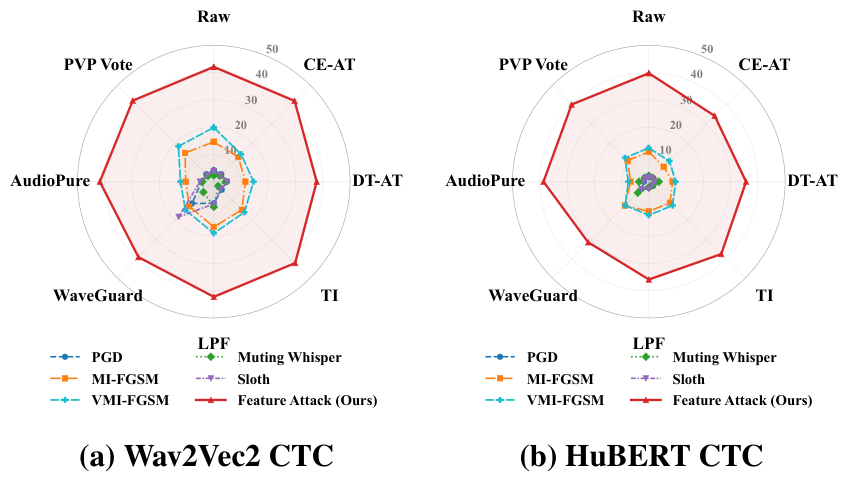 Raw
Raw
50
50
PVP Vote
CE-AT
PVP Vote
CE-AT
40
40
30
30
20
20
10
10
AudioPure
DT-AT
AudioPure
DT-AT
WaveGuard
TI
WaveGuard
TI
LPF
LPF
PGD
Muting Whisper
PGD
Muting Whisper
MI-FGSM
Sloth
MI-FGSM
Sloth
VMI-FGSM
Feature Attack (Ours)
VMI-FGSM
Feature Attack (Ours)
(a) Wav2Vec2 CTC
(b) HuBERT CTC